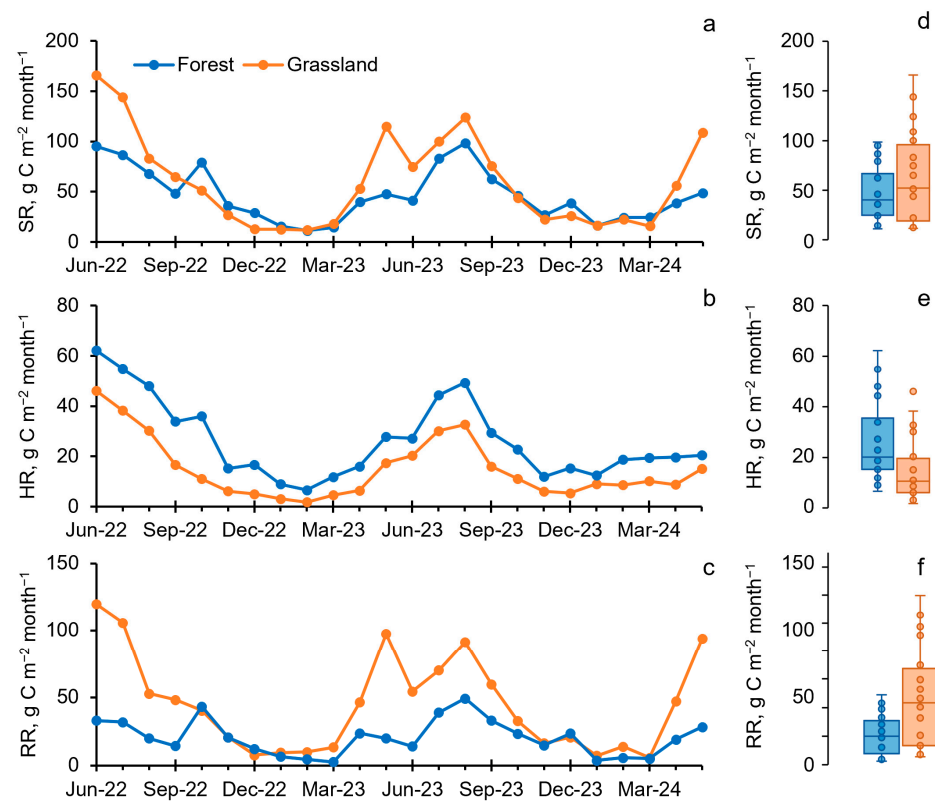 a
SR, g C m⁻² month⁻¹
200
150
100
50
0
Forest
Grassland
Jun-22 Sep-22 Dec-22 Mar-23 Jun-23 Sep-23 Dec-23 Mar-24
d
SR, g C m⁻² month⁻¹
200
150
100
50
0
b
HR, g C m⁻² month⁻¹
80
60
40
20
0
Jun-22 Sep-22 Dec-22 Mar-23 Jun-23 Sep-23 Dec-23 Mar-24
e
HR, g C m⁻² month⁻¹
80
60
40
20
0
c
RR, g C m⁻² month⁻¹
150
100
50
0
Jun-22 Sep-22 Dec-22 Mar-23 Jun-23 Sep-23 Dec-23 Mar-24
f
RR, g C m⁻² month⁻¹
150
100
50
0